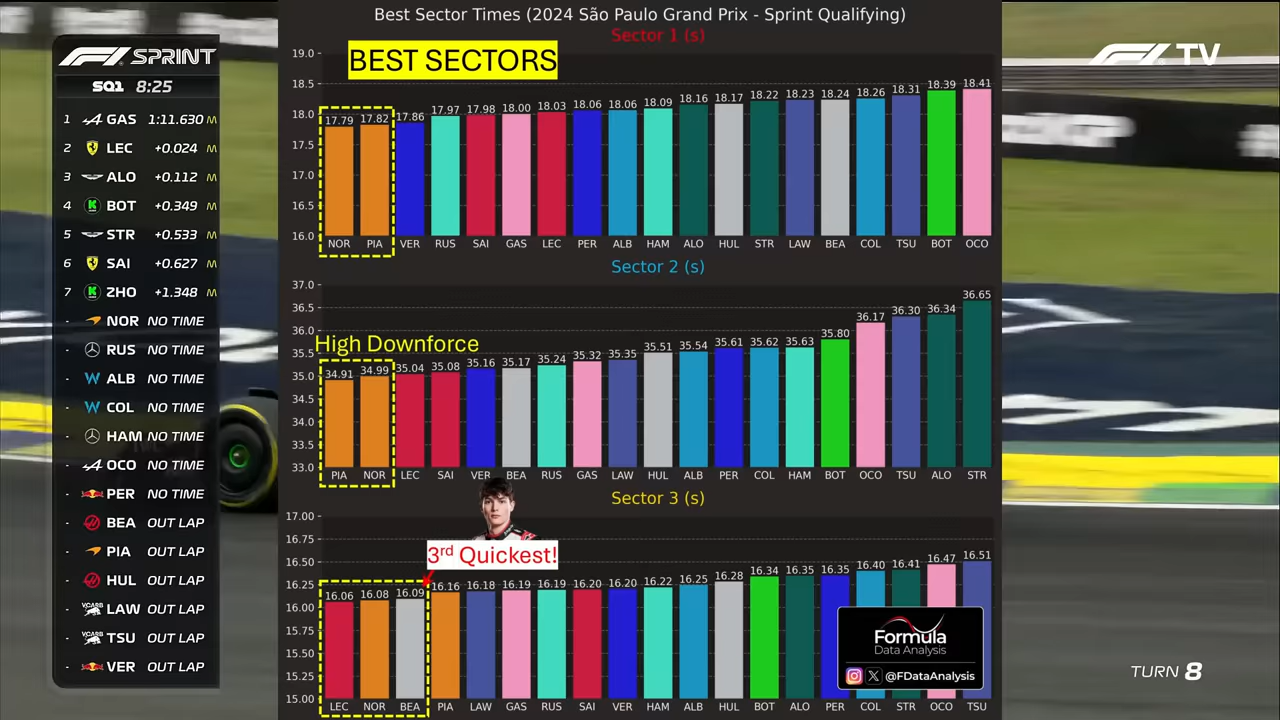 Best Sector Times (2024 São Paulo Grand Prix - Sprint Qualifying)
F1 SPRINT
SQ1 8:25
1 GAS 1:11.630 M
2 LEC +0.024 M
3 ALO +0.112 M
4 BOT +0.349 M
5 STR +0.533 M
6 SAI +0.627 M
7 ZHO +1.348 M
- NOR NO TIME
- RUS NO TIME
- ALB NO TIME
- COL NO TIME
- HAM NO TIME
- OCO NO TIME
- PER NO TIME
- BEA OUT LAP
- PIA OUT LAP
- HUL OUT LAP
VCARB
- LAW OUT LAP
VCARB
- TSU OUT LAP
- VER OUT LAP
Sector 1 (s)
BEST SECTORS
19.0
18.5
18.0
17.5
17.0
16.5
16.0
17.79 17.82 17.86 17.97 17.98 18.00 18.03 18.06 18.06 18.09 18.16 18.17 18.22 18.23 18.24 18.26 18.31 18.39 18.41
NOR PIA VER RUS SAI GAS LEC PER ALB HAM ALO HUL STR LAW BEA COL TSU BOT OCO
Sector 2 (s)
High Downforce
37.0
36.5
36.0
35.5
35.0
34.5
34.0
33.5
33.0
34.91 34.99 35.04 35.08 35.16 35.17 35.24 35.32 35.35 35.51 35.54 35.61 35.62 35.63 35.80 36.17 36.30 36.34 36.65
PIA NOR LEC SAI VER BEA RUS GAS LAW HUL ALB PER COL HAM BOT OCO TSU ALO STR
Sector 3 (s)
3rd Quickest!
17.00
16.75
16.50
16.25
16.00
15.75
15.50
15.25
15.00
16.06 16.08 16.09 16.16 16.18 16.19 16.19 16.20 16.20 16.22 16.25 16.28 16.34 16.35 16.35 16.40 16.41 16.47 16.51
LEC NOR BEA PIA LAW GAS RUS SAI VER HAM ALB HUL BOT ALO PER COL STR OCO TSU
Formula
Data Analysis
@FDataAnalysis
F1 TV
TURN 8